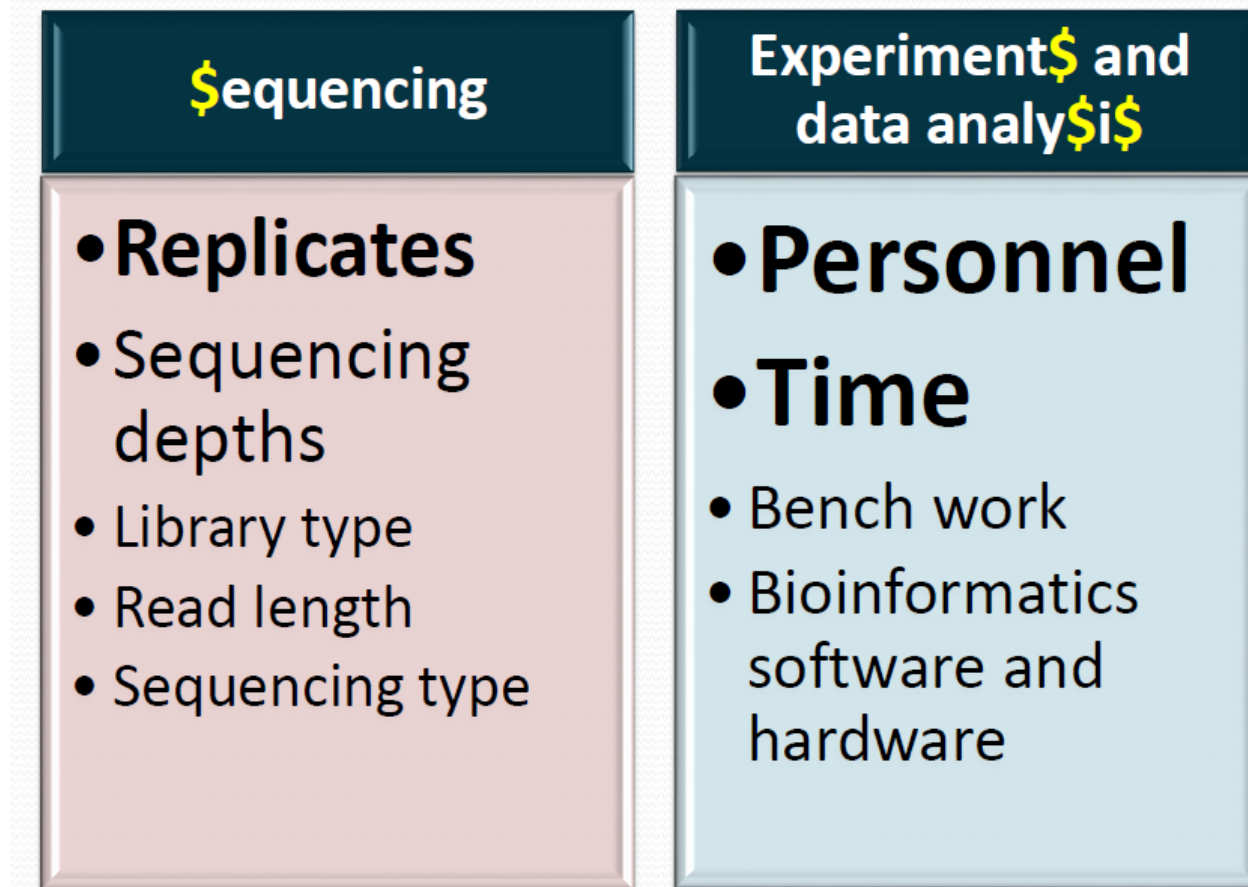 $equencing
•Replicates
•Sequencing
depths
• Library type
• Read length
• Sequencing type
Experiment$ and
data analy$i$
•Personnel
•Time
• Bench work
• Bioinformatics
software and
hardware